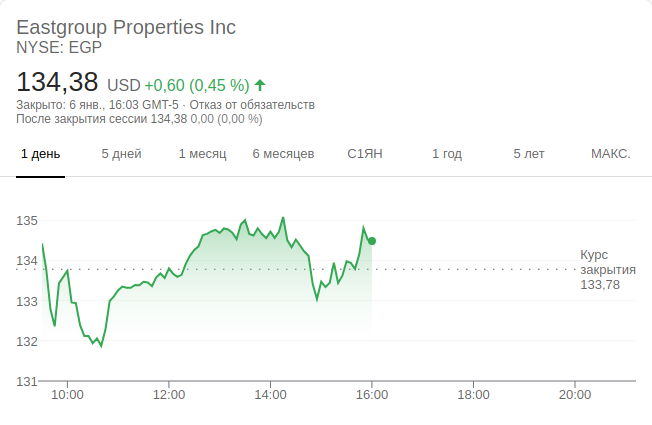 Eastgroup Properties Inc
NYSE: EGP
134,38 USD +0,60 (0,45 %) ↑
Закрыто: 6 янв., 16:03 GMT-5 · Отказ от обязательств
После закрытия сессии 134,38 0,00 (0,00 %)
1 день 5 дней 1 месяц 6 месяцев С1ЯН 1 год 5 лет МАКС.
135
134
133
132
131
Курс
закрытия
133,78
10:00 12:00 14:00 16:00 18:00 20:00